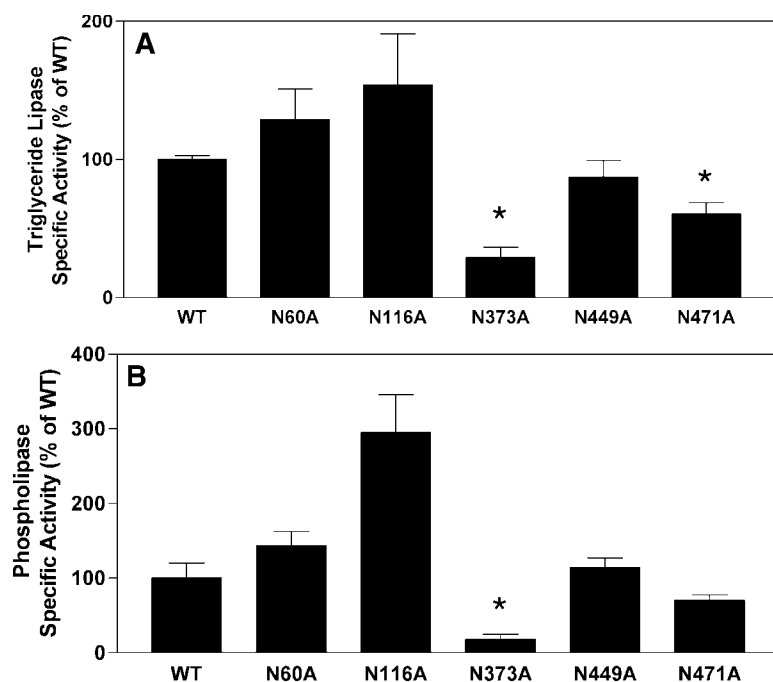 A
Triglyceride Lipase
Specific Activity (% of WT)
200
100
0
*
*
WT N60A N116A N373A N449A N471A
B
Phospholipase
Specific Activity (% of WT)
400
300
200
100
0
*
WT N60A N116A N373A N449A N471A